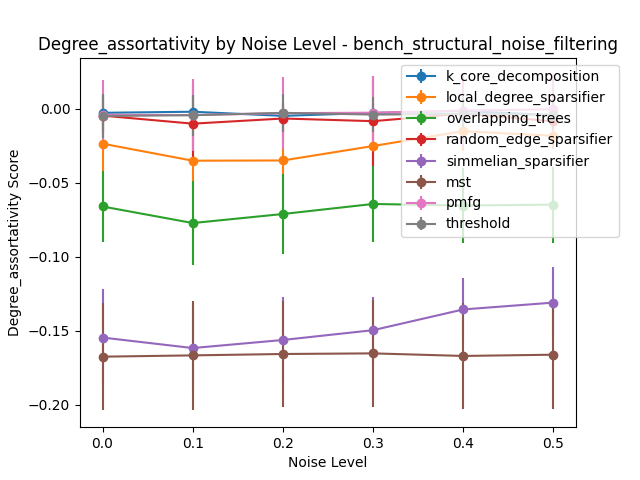 Degree_assortativity by Noise Level - bench_structural_noise_filtering
Degree_assortativity Score
0.00
−0.05
−0.10
−0.15
−0.20
k_core_decomposition
local_degree_sparsifier
overlapping_trees
random_edge_sparsifier
simmelian_sparsifier
mst
pmfg
threshold
0.0 0.1 0.2 0.3 0.4 0.5
Noise Level